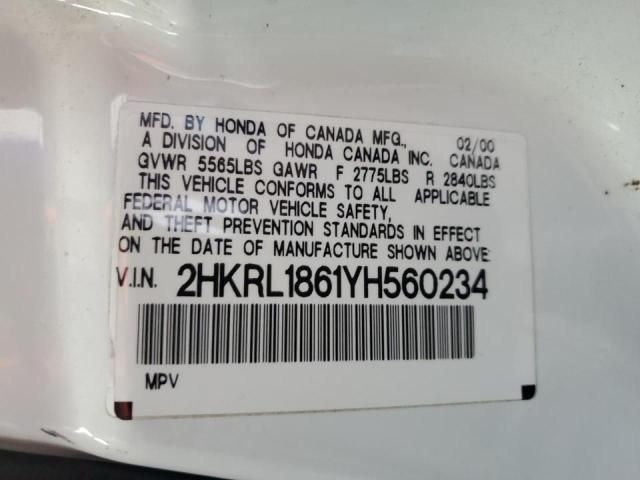 MFD. BY HONDA OF CANADA MFG., 02/00
A DIVISION OF HONDA CANADA INC. CANADA
GVWR 5565LBS GAWR F 2775LBS R 2840LBS
THIS VEHICLE CONFORMS TO ALL APPLICABLE
FEDERAL MOTOR VEHICLE SAFETY,
AND THEFT PREVENTION STANDARDS IN EFFECT
ON THE DATE OF MANUFACTURE SHOWN ABOVE.
V.I.N. 2HKRL1861YH560234
MPV